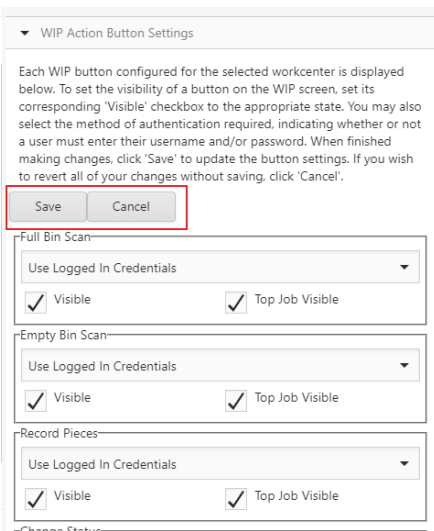 WIP Action Button Settings
Each WIP button configured for the selected workcenter is displayed
below. To set the visibility of a button on the WIP screen, set its
corresponding 'Visible' checkbox to the appropriate state. You may also
select the method of authentication required, indicating whether or not
a user must enter their username and/or password. When finished
making changes, click 'Save' to update the button settings. If you wish
to revert all of your changes without saving, click 'Cancel'.
Save Cancel
Full Bin Scan
Use Logged In Credentials
Visible Top Job Visible
Empty Bin Scan
Use Logged In Credentials
Visible Top Job Visible
Record Pieces
Use Logged In Credentials
Visible Top Job Visible
Change Status